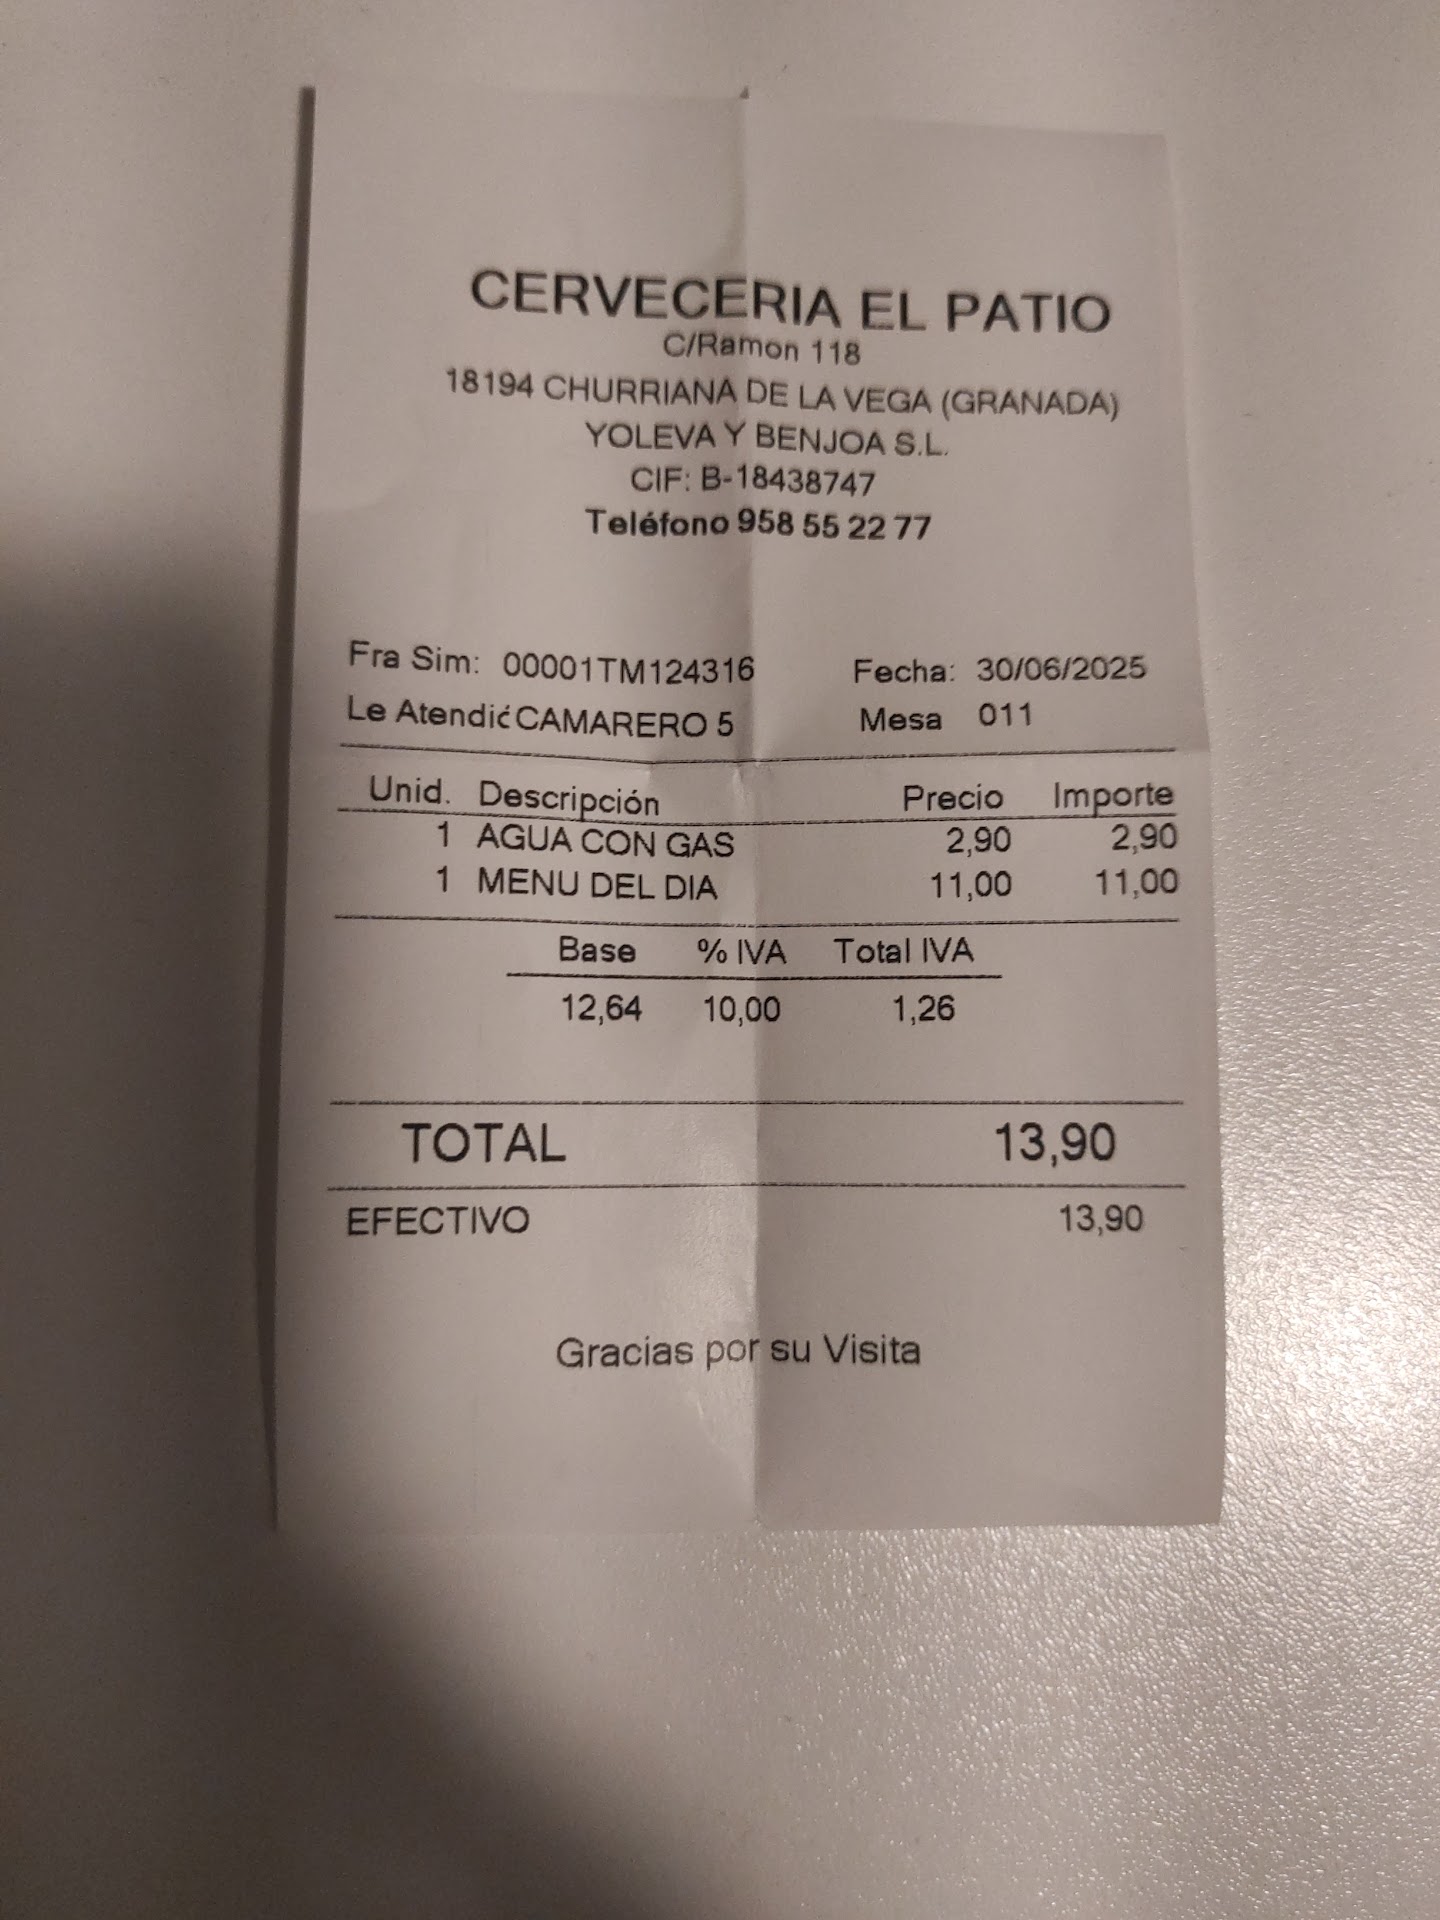 CERVECERIA EL PATIO
C/Ramon 118
18194 CHURRIANA DE LA VEGA (GRANADA)
YOLEVA Y BENJOA S.L.
CIF: B-18438747
Teléfono 958 55 22 77
Fra Sim: 00001TM124316 Fecha: 30/06/2025
Le Atendió CAMARERO 5 Mesa 011
Unid. Descripción Precio Importe
1 AGUA CON GAS 2,90 2,90
1 MENU DEL DIA 11,00 11,00
Base % IVA Total IVA
12,64 10,00 1,26
TOTAL 13,90
EFECTIVO 13,90
Gracias por su Visita